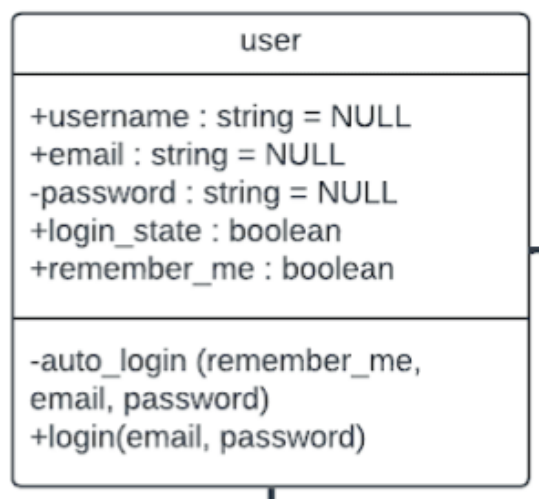 user
+username : string = NULL
+email : string = NULL
-password : string = NULL
+login_state : boolean
+remember_me : boolean
-auto_login (remember_me,
email, password)
+login(email, password)